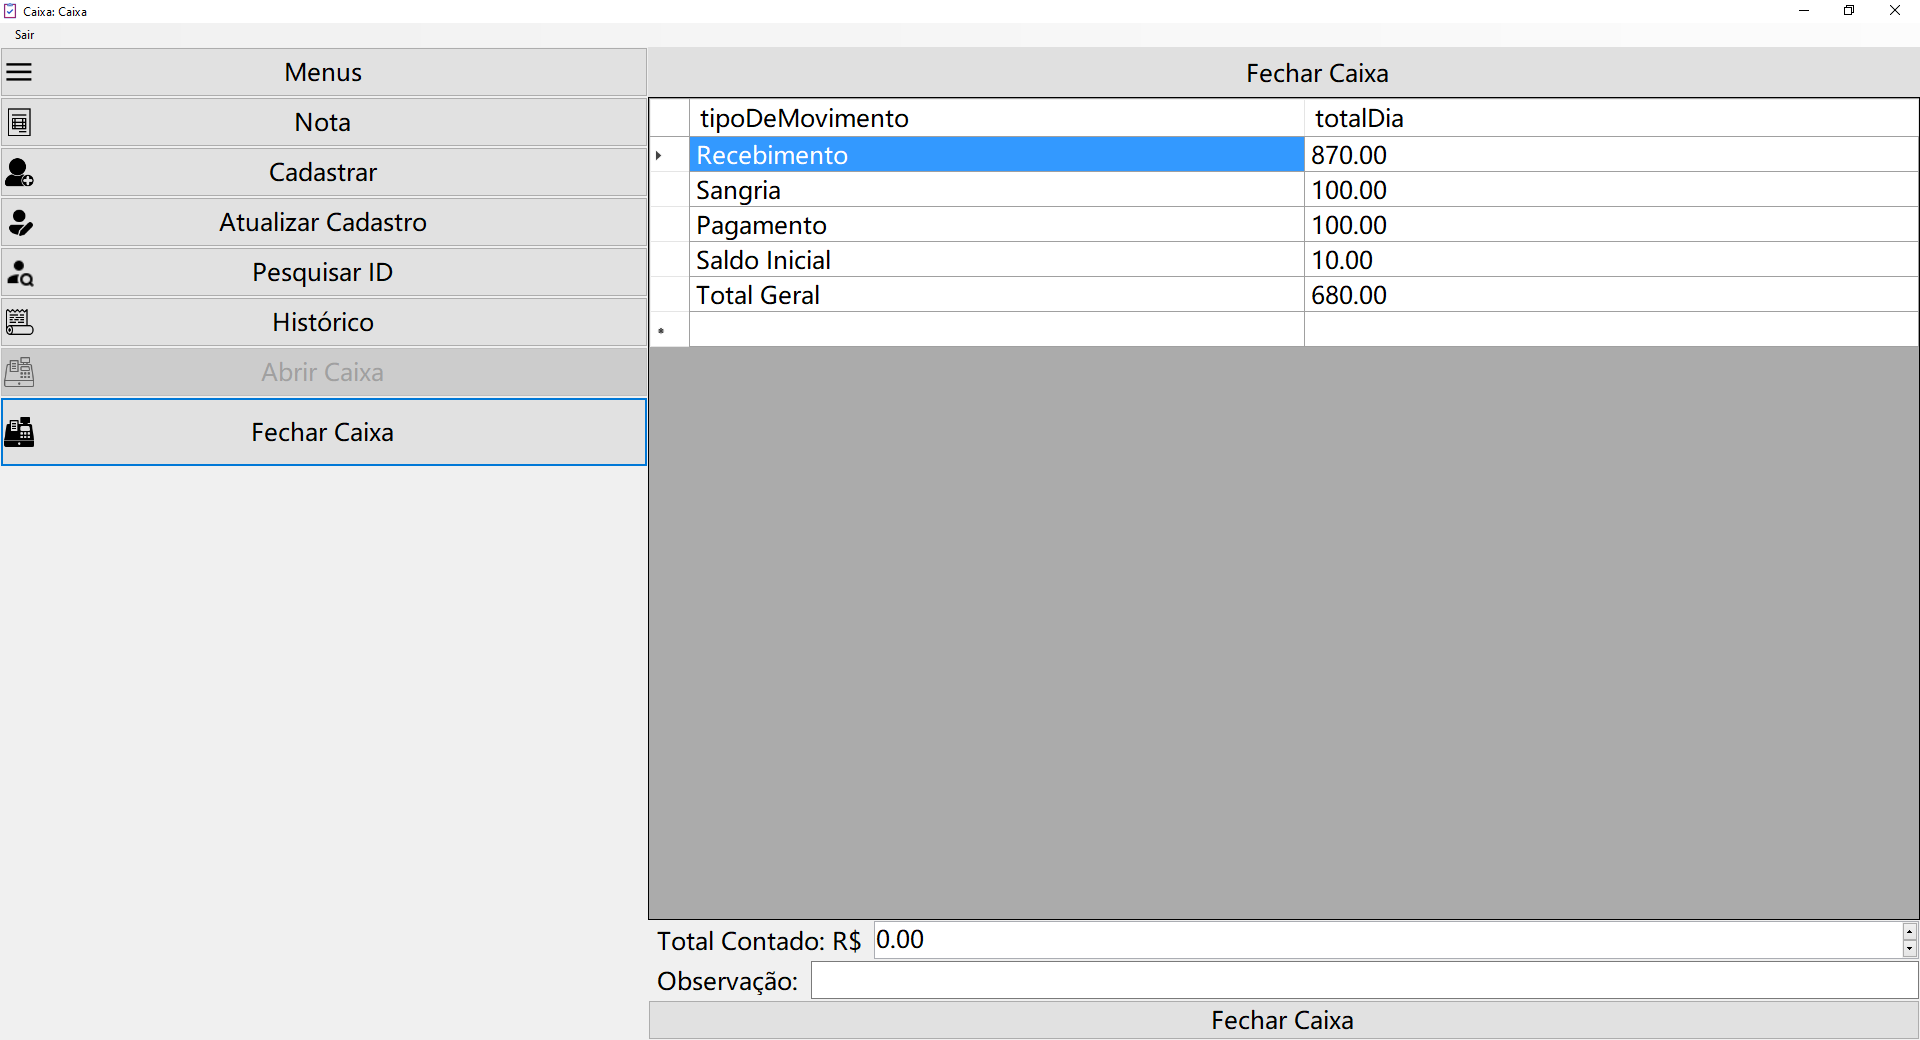 Caixa: Caixa
Sair
Menus
Nota
Cadastrar
Atualizar Cadastro
Pesquisar ID
Histórico
Abrir Caixa
Fechar Caixa
Fechar Caixa
tipoDeMovimento totalDia
Recebimento 870.00
Sangria 100.00
Pagamento 100.00
Saldo Inicial 10.00
Total Geral 680.00
Total Contado: R$ 0.00
Observação:
Fechar Caixa